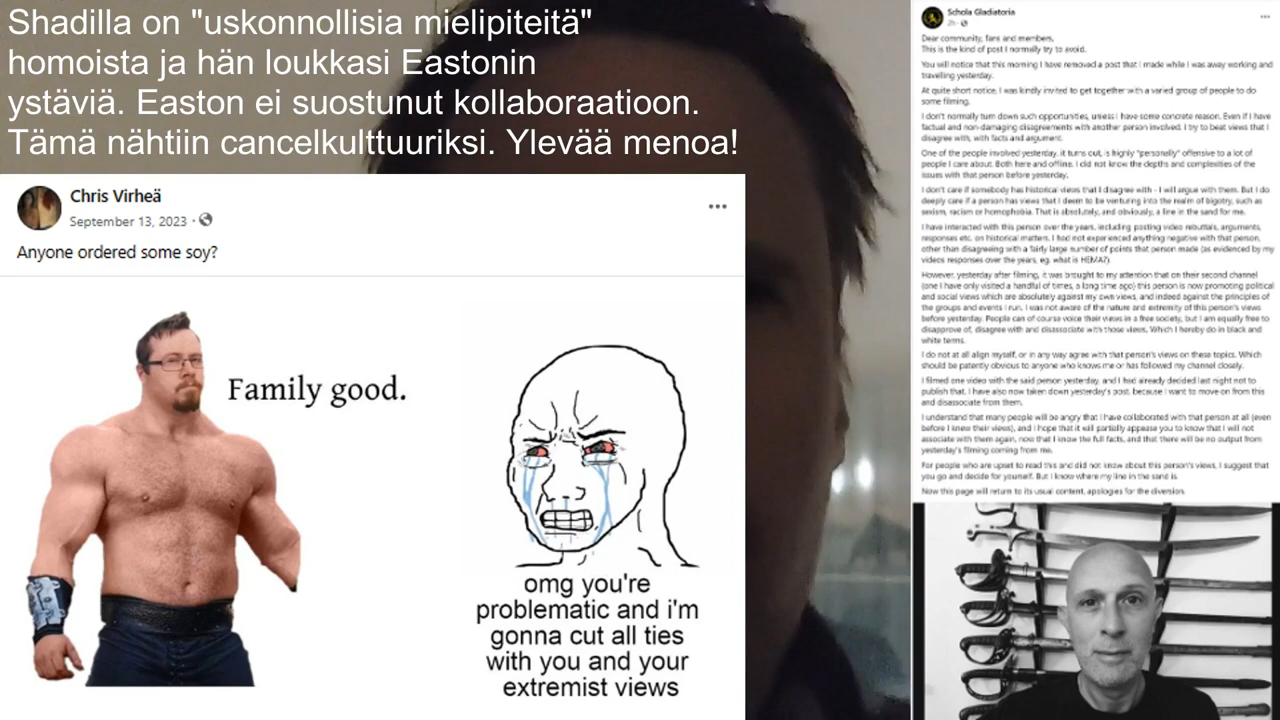 Shadilla on "uskonnollisia mielipiteitä"
homoista ja hän loukkasi Eastonin
ystäviä. Easton ei suostunut kollaboraatioon.
Tämä nähtiin canselkulttuuriksi. Ylevää menoa!
Chris Virheä
September 13, 2023
Anyone ordered some soy?
Family good.
omg you're
problematic and i'm
gonna cut all ties
with you and your
extremist views
Schola Gladiatoria
2h
Dear community, fans and members,
This is the kind of post I normally try to avoid.
You will notice that this morning I have removed a post that I made while I was away working and
travelling yesterday.
At quite short notice, I was kindly invited to get together with a varied group of people to do
some filming.
I don't normally turn down such opportunities, unless I have some concrete reason. Even if I have
factual and non-damaging disagreements with another person involved. I try to beat views that I
disagree with, with facts and argument.
One of the people involved yesterday, it turns out, is highly "personally" offensive to a lot of
people I care about. Both here and offline. I did not know the depths and complexities of the
issues with that person before yesterday.
I don't care if somebody has historical views that I disagree with - I will argue with them. But I do
deeply care if a person has views that I deem to be venturing into the realm of bigotry, such as
sexism, racism or homophobia. That is absolutely, and obviously, a line in the sand for me.
I have interacted with this person over the years, including posting video rebuttals, arguments,
responses etc. on historical matters. I had not experienced anything negative with that person,
other than disagreeing with a fairly large number of points that person made (as evidenced by my
videos responses over the years, eg. what is HEMA?).
However, yesterday after filming, it was brought to my attention that on their second channel
(one I have only visited a handful of times, a long time ago) this person is now promoting political
and social views which are absolutely against my own views, and indeed against the principles of
the groups and events I run. I was not aware of the nature and extremity of this person's views
before yesterday. People can of course voice their views in a free society, but I am equally free to
disapprove of, disagree with and disassociate with those views. Which I hereby do in black and
white terms.
I do not at all align myself, or in any way agree with that person's views on these topics. Which
should be patently obvious to anyone who knows me or has followed my channel closely.
I filmed one video with the said person yesterday, and I had already decided last night not to
publish that. I have also now taken down yesterday's post, because I want to move on from this
and disassociate from them.
I understand that many people will be angry that I have collaborated with that person at all (even
before I knew their views), and I hope that it will partially appease you to know that I will not
associate with them again, now that I know the full facts, and that there will be no output from
yesterday's filming coming from me.
For people who are upset to read this and did not know about this person's views, I suggest that
you go and decide for yourself. But I know where my line in the sand is.
Now this page will return to its usual content, apologies for the diversion.